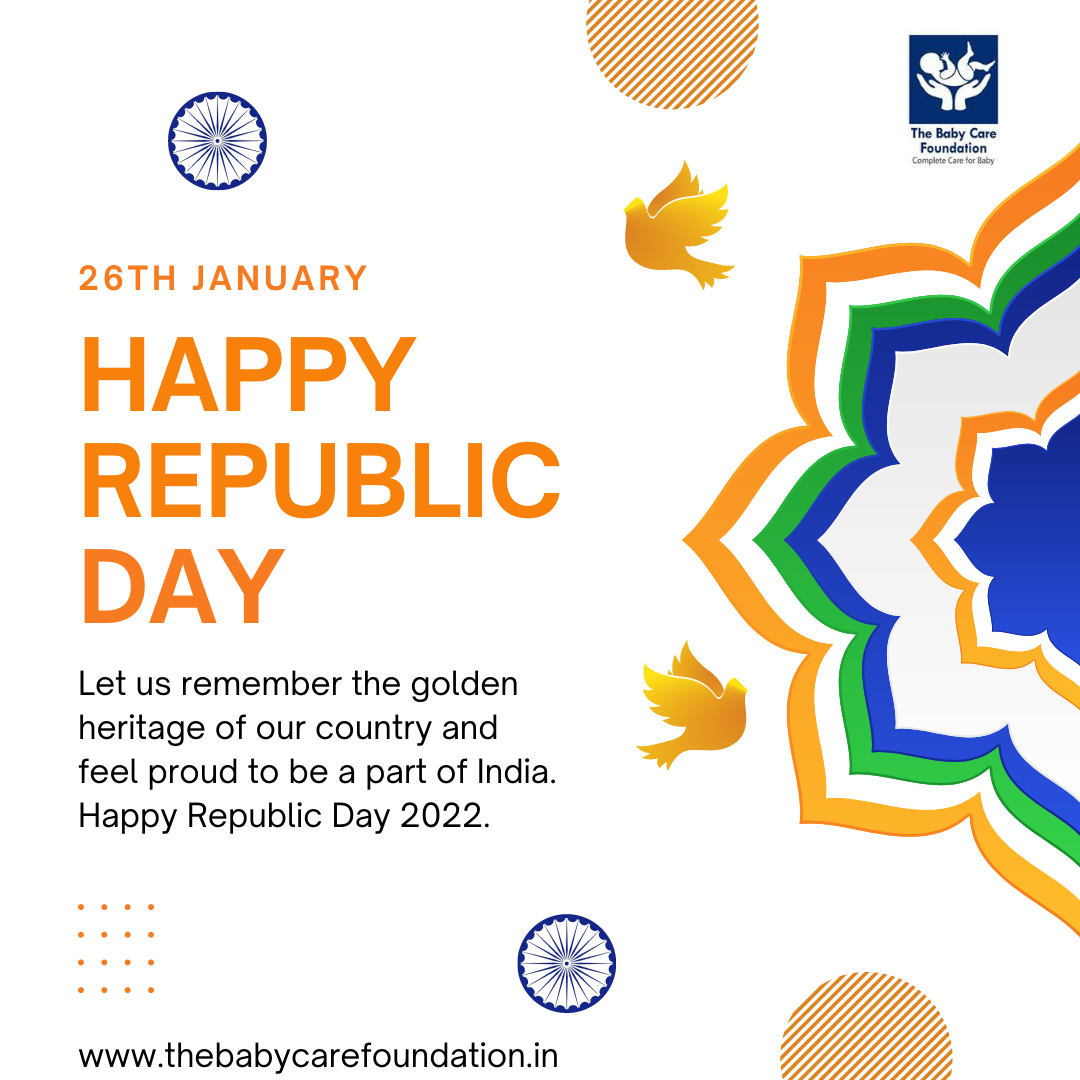 The Baby Care
Foundation
Complete Care for Baby
26TH JANUARY
HAPPY
REPUBLIC
DAY
Let us remember the golden
heritage of our country and
feel proud to be a part of India.
Happy Republic Day 2022.
www.thebabycarefoundation.in